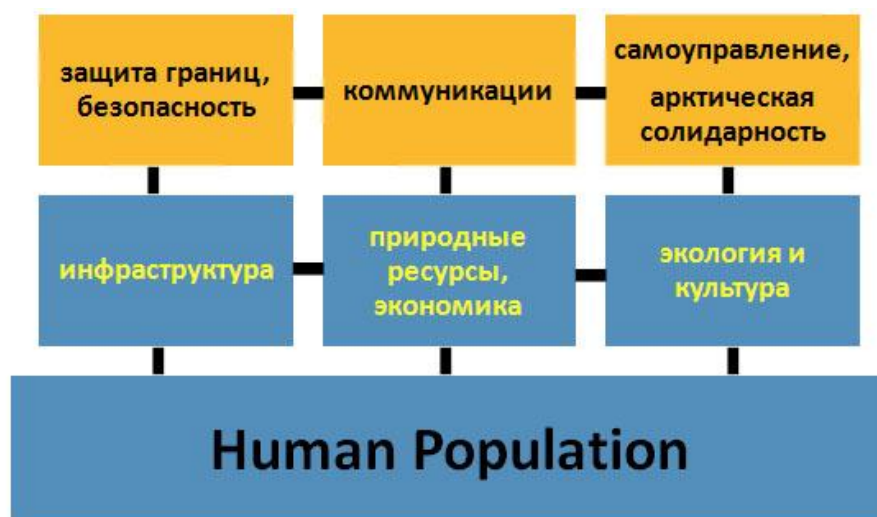 защита границ,
безопасность
коммуникации
самоуправление,
арктическая
солидарность
инфраструктура
природные
ресурсы,
экономика
экология и
культура
Human Population